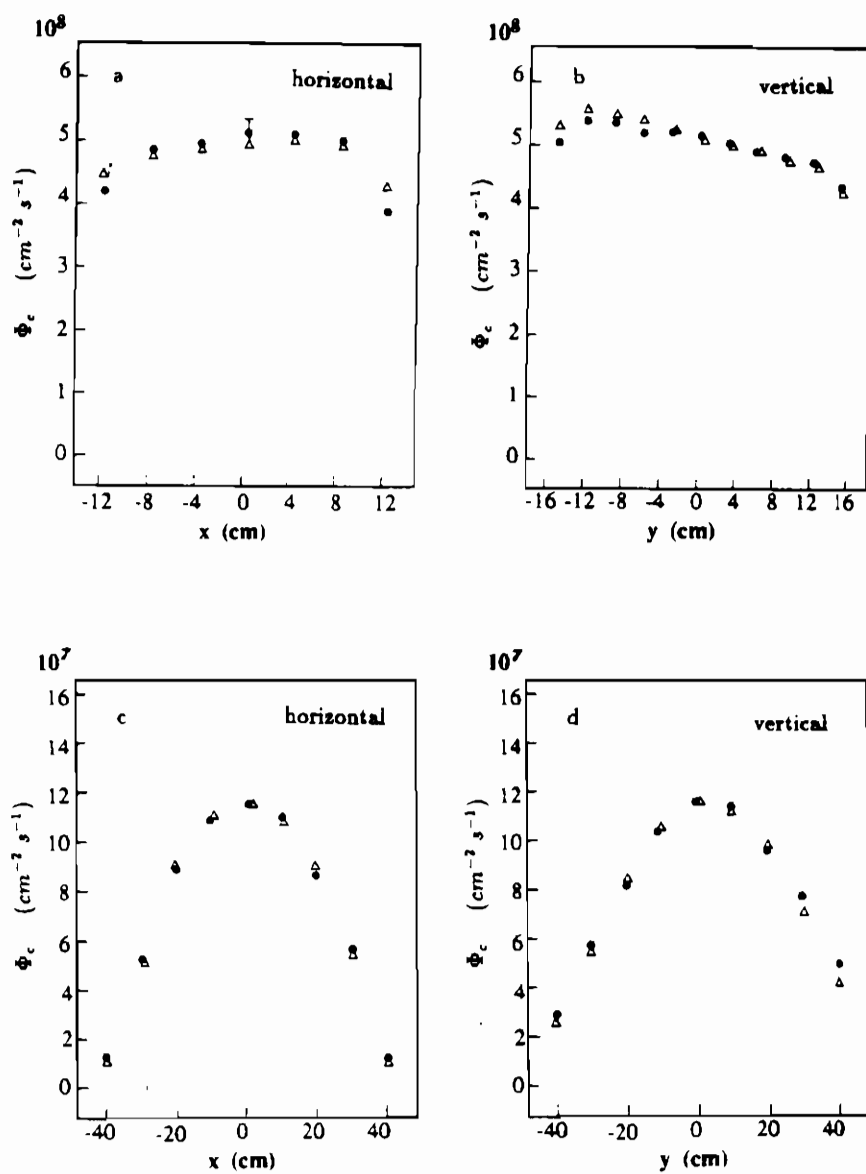 10⁸
a
horizontal
6
5
4
3
2
1
0
Φc (cm⁻² s⁻¹)
-12 -8 -4 0 4 8 12
x (cm)
10⁸
b
vertical
6
5
4
3
2
1
0
Φc (cm⁻² s⁻¹)
-16 -12 -8 -4 0 4 8 12 16
y (cm)
10⁷
c
horizontal
16
14
12
10
8
6
4
2
0
Φc (cm⁻² s⁻¹)
-40 -20 0 20 40
x (cm)
10⁷
d
vertical
16
14
12
10
8
6
4
2
0
Φc (cm⁻² s⁻¹)
-40 -20 0 20 40
y (cm)